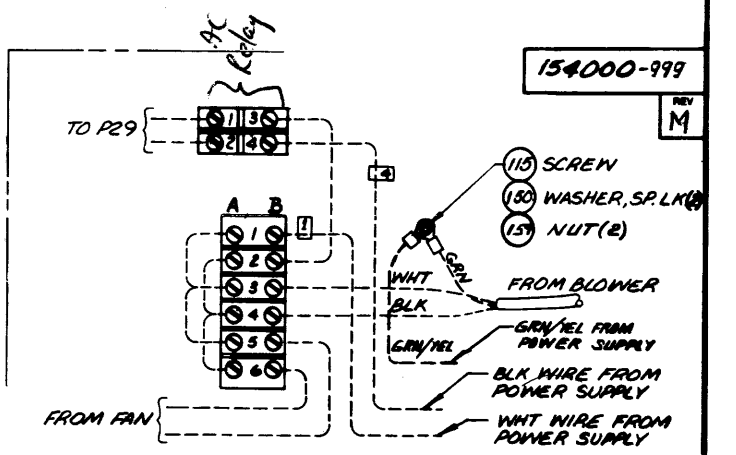 AC
Relay
154000-999
REV
M
TO P29
1 3
2 4
4
115 SCREW
150 WASHER, SP. LK(2)
159 NUT(2)
A B
1
1
2
3
4
5
6
GRN
WHT
BLK
GRN/YEL
FROM BLOWER
GRN/YEL FROM
POWER SUPPLY
BLK WIRE FROM
POWER SUPPLY
WHT WIRE FROM
POWER SUPPLY
FROM FAN